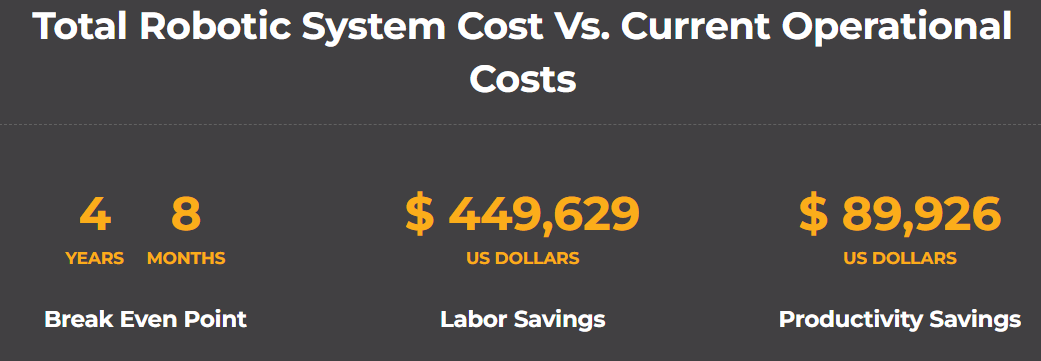 Total Robotic System Cost Vs. Current Operational
Costs
4 8
YEARS MONTHS
Break Even Point
$ 449,629
US DOLLARS
Labor Savings
$ 89,926
US DOLLARS
Productivity Savings